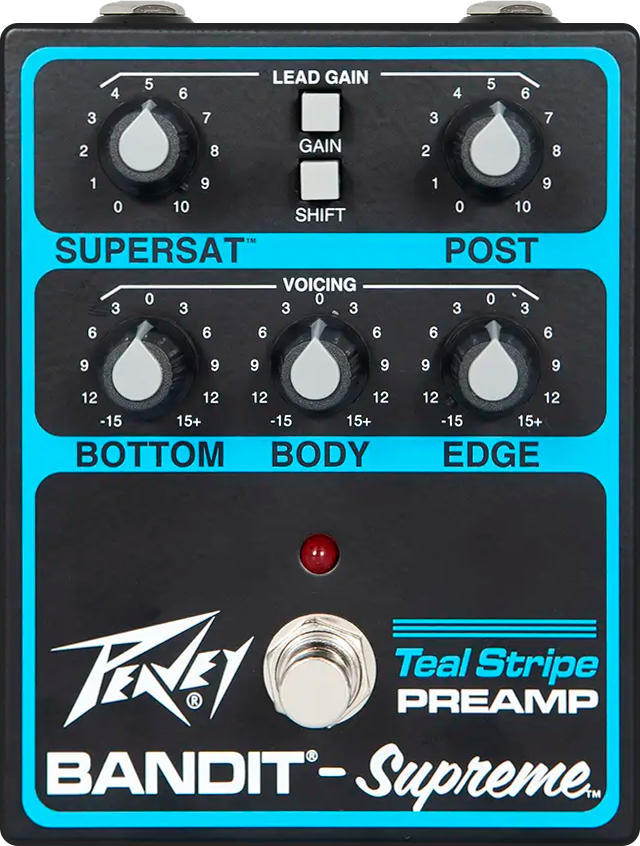 LEAD GAIN
4 5 6
3 7
2 8
1 9
0 10
GAIN
SHIFT
4 5 6
3 7
2 8
1 9
0 10
SUPERSAT™ POST
VOICING
3 0 3
6 6
9 9
12 12
-15 15+
3 0 3
6 6
9 9
12 12
-15 15+
3 0 3
6 6
9 9
12 12
-15 15+
BOTTOM BODY EDGE
PEAVEY®
Teal Stripe
PREAMP
BANDIT®-Supreme™